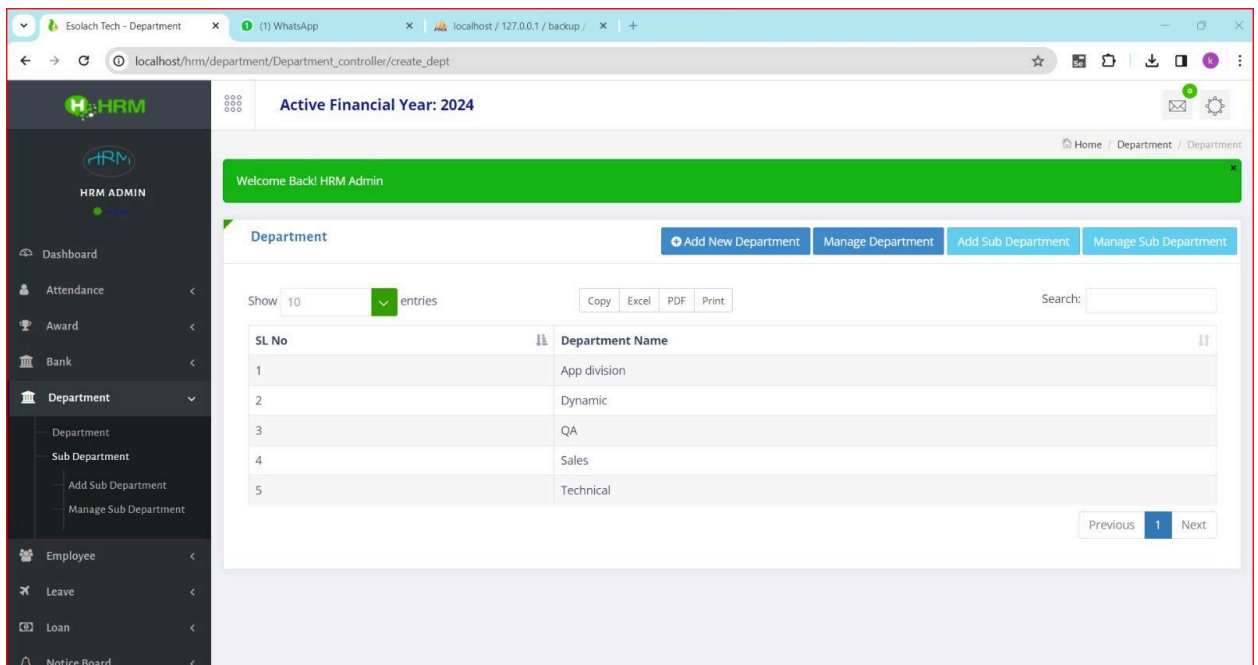 Esolach Tech - Department
(1) WhatsApp
localhost / 127.0.0.1 / backup /
localhost/hrm/department/Department_controller/create_dept
Se
k
HRM
Active Financial Year: 2024
0
Home / Department / Department
HRM
HRM ADMIN
Welcome Back! HRM Admin
x
Department
Add New Department Manage Department Add Sub Department Manage Sub Department
Dashboard
Attendance
Award
Bank
Department
Department
Sub Department
Add Sub Department
Manage Sub Department
Employee
Leave
Loan
Notice Board
Show 10 entries
Copy Excel PDF Print
Search:
SL No Department Name
1 App division
2 Dynamic
3 QA
4 Sales
5 Technical
Previous 1 Next